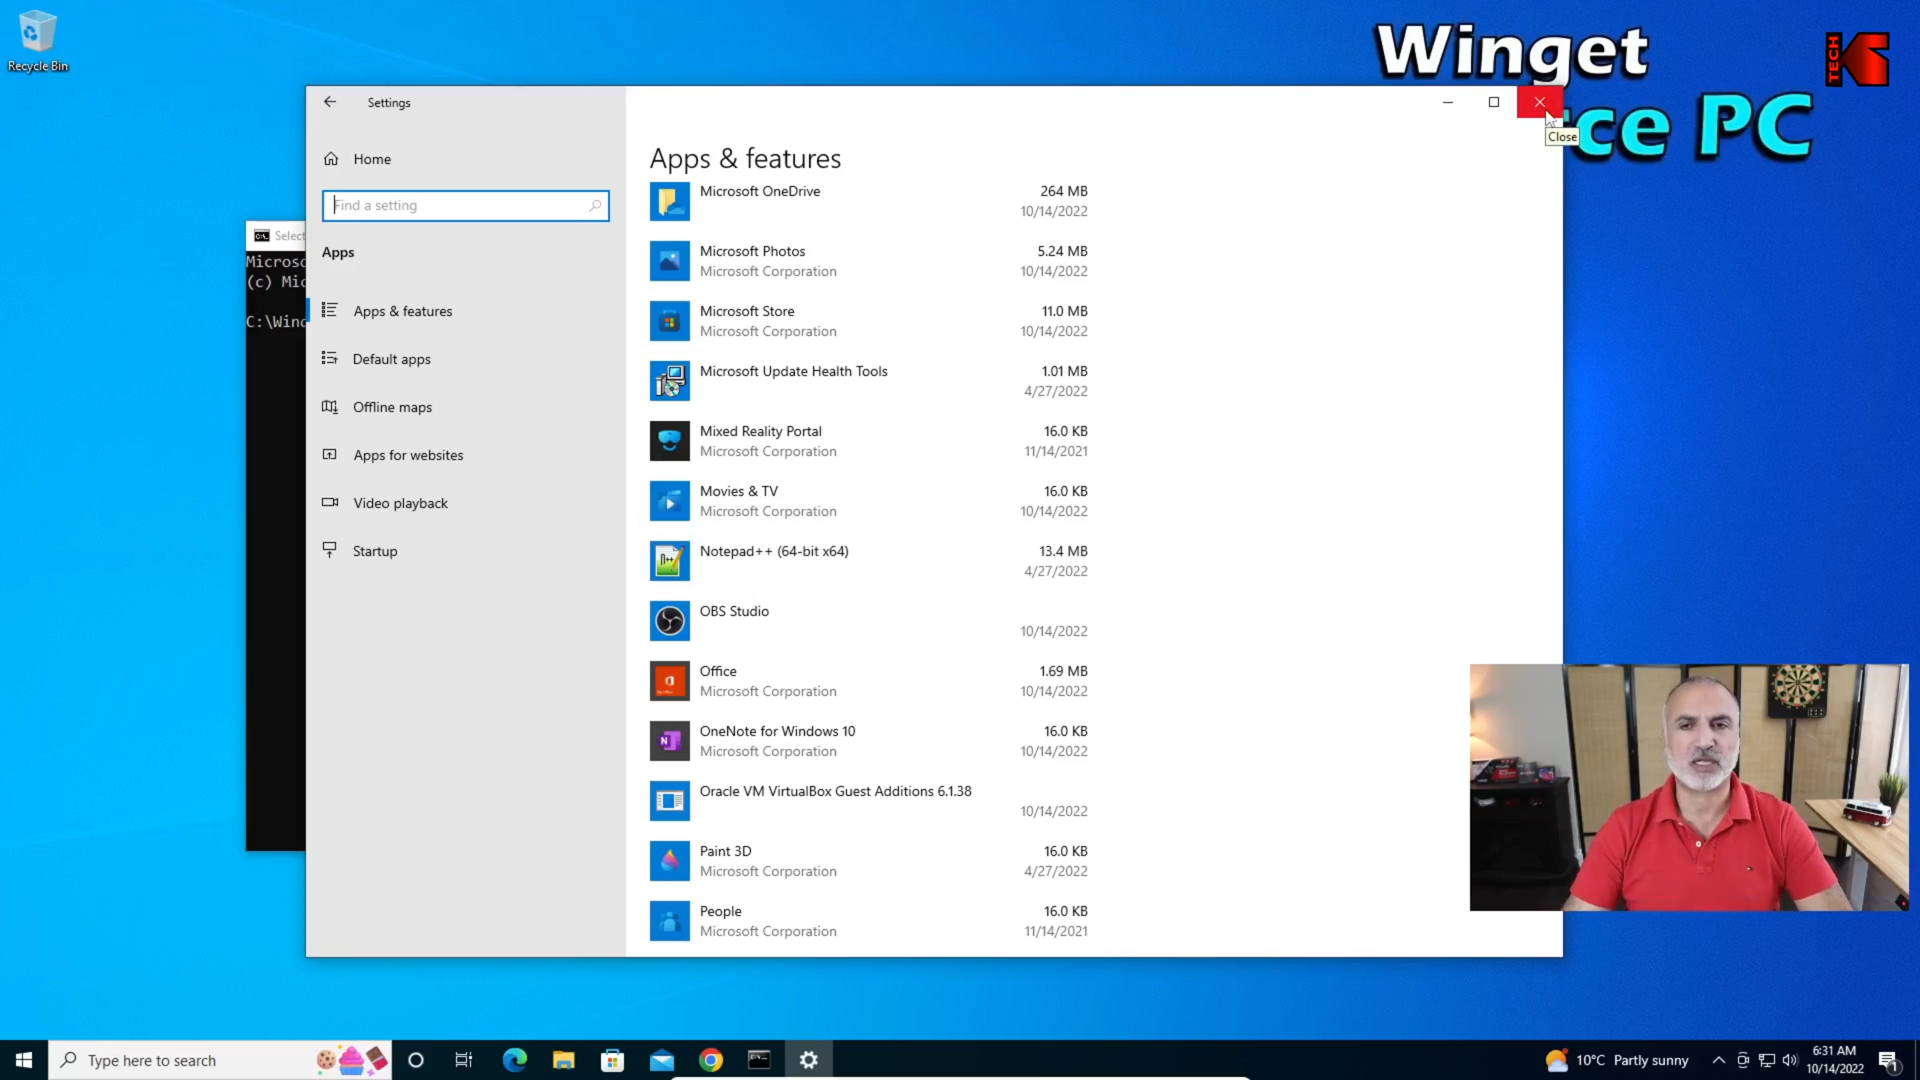 Recycle Bin
Winget
TECH
K
rce PC
Settings
Close
Home
Find a setting
Apps
Apps & features
Default apps
Offline maps
Apps for websites
Video playback
Startup
Select
Microso
(c) Mic
C:\Wind
Apps & features
Microsoft OneDrive 264 MB
10/14/2022
Microsoft Photos 5.24 MB
Microsoft Corporation 10/14/2022
Microsoft Store 11.0 MB
Microsoft Corporation 10/14/2022
Microsoft Update Health Tools 1.01 MB
4/27/2022
Mixed Reality Portal 16.0 KB
Microsoft Corporation 11/14/2021
Movies & TV 16.0 KB
Microsoft Corporation 10/14/2022
Notepad++ (64-bit x64) 13.4 MB
4/27/2022
OBS Studio
10/14/2022
Office 1.69 MB
Microsoft Corporation 10/14/2022
OneNote for Windows 10 16.0 KB
Microsoft Corporation 10/14/2022
Oracle VM VirtualBox Guest Additions 6.1.38
10/14/2022
Paint 3D 16.0 KB
Microsoft Corporation 4/27/2022
People 16.0 KB
Microsoft Corporation 11/14/2021
Type here to search
10°C Partly sunny
6:31 AM
10/14/2022
1